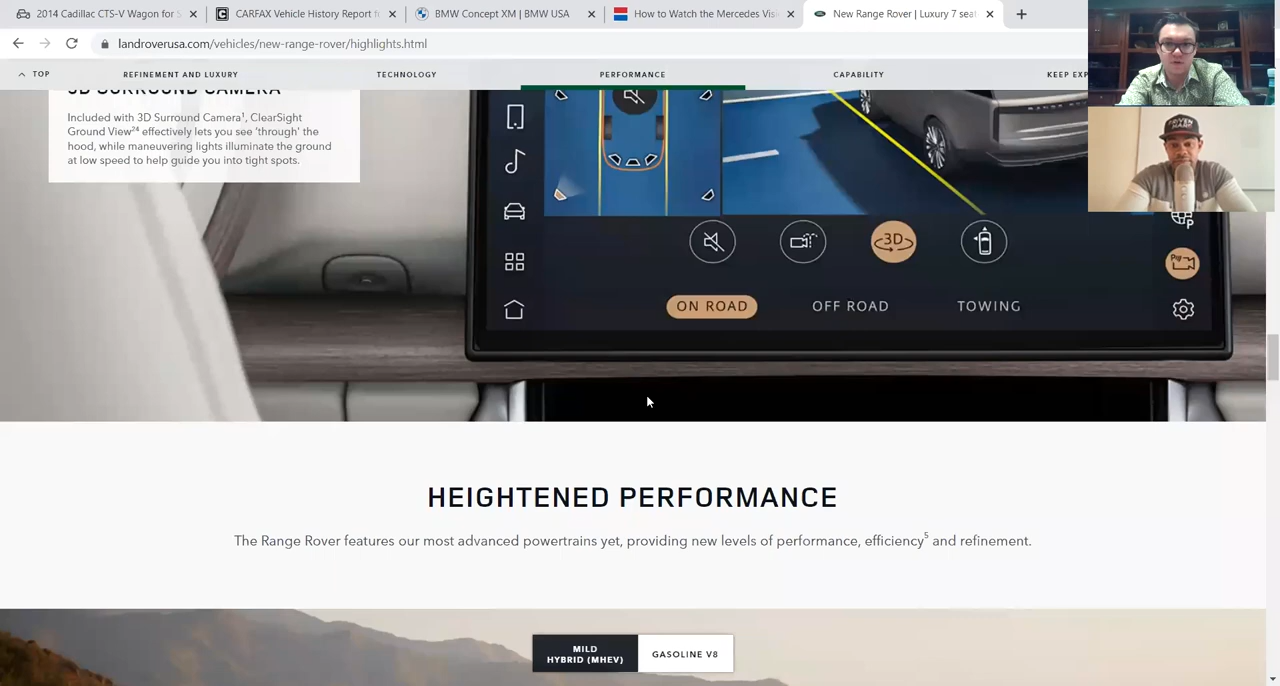 2014 Cadillac CTS-V Wagon for S
CARFAX Vehicle History Report f
BMW Concept XM | BMW USA
How to Watch the Mercedes Visi
New Range Rover | Luxury 7 seat
landroverusa.com/vehicles/new-range-rover/highlights.html
TOP
REFINEMENT AND LUXURY
TECHNOLOGY
PERFORMANCE
CAPABILITY
KEEP EXP
3D SURROUND CAMERA
Included with 3D Surround Camera¹, ClearSight
Ground View²⁴ effectively lets you see 'through' the
hood, while maneuvering lights illuminate the ground
at low speed to help guide you into tight spots.
3D
ON ROAD
OFF ROAD
TOWING
HEIGHTENED PERFORMANCE
The Range Rover features our most advanced powertrains yet, providing new levels of performance, efficiency⁵ and refinement.
MILD
HYBRID (MHEV)
GASOLINE V8